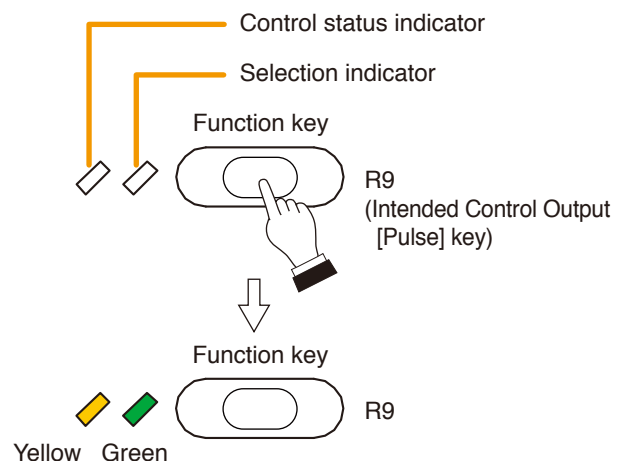 Control status indicator
Selection indicator
Function key
R9
(Intended Control Output
[Pulse] key)
Function key
R9
Yellow Green